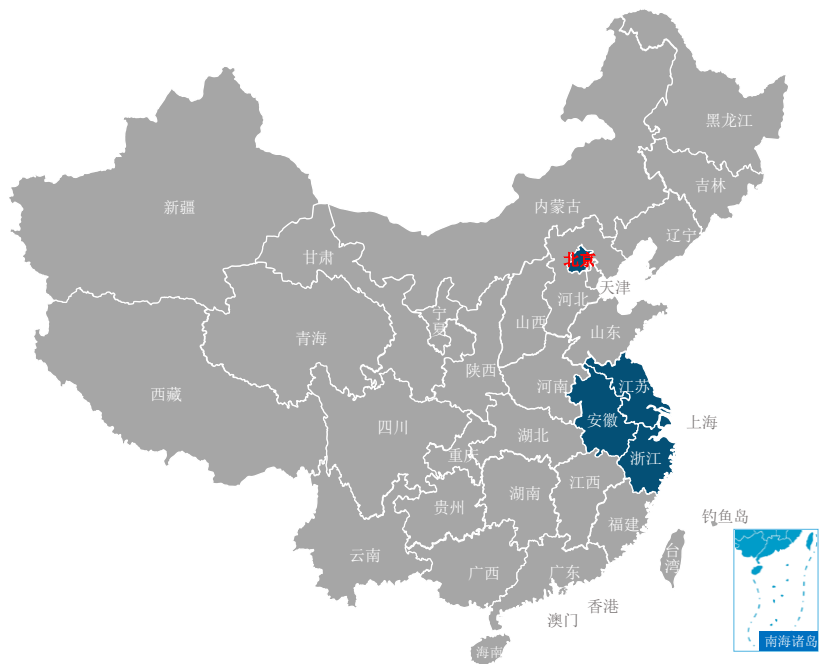 黑龙江
吉林
新疆
内蒙古
辽宁
甘肃
北京
天津
河北
宁夏
山西
山东
青海
陕西
河南
江苏
西藏
安徽
上海
四川
湖北
重庆
浙江
江西
湖南
贵州
钓鱼岛
福建
云南
台湾
广西
广东
香港
澳门
南海诸岛
海南